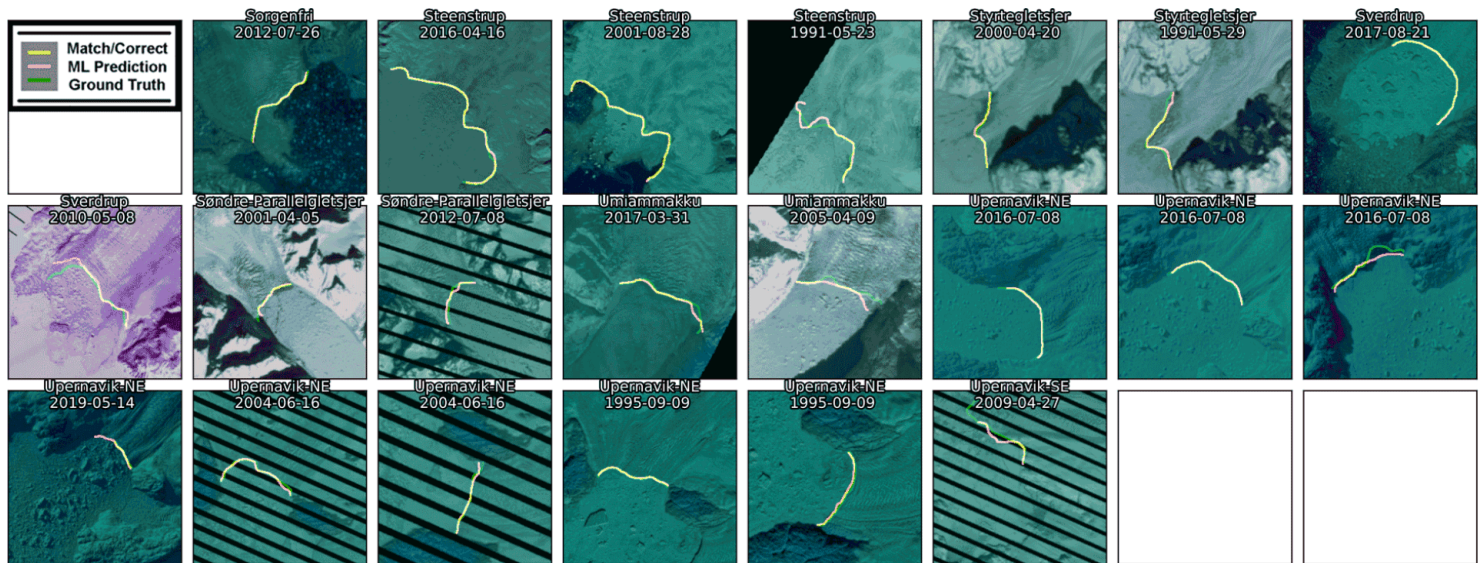 Match/Correct
ML Prediction
Ground Truth
Sorgenfri
2012-07-26
Steenstrup
2016-04-16
Steenstrup
2001-08-28
Steenstrup
1991-05-23
Styrtegletsjer
2000-04-20
Styrtegletsjer
1991-05-29
Sverdrup
2017-08-21
Sverdrup
2010-05-08
Søndre-Parallelgletsjer
2001-04-05
Søndre-Parallelgletsjer
2012-07-08
Umiammakku
2017-03-31
Umiammakku
2005-04-09
Upernavik-NE
2016-07-08
Upernavik-NE
2016-07-08
Upernavik-NE
2016-07-08
Upernavik-NE
2019-05-14
Upernavik-NE
2004-06-16
Upernavik-NE
2004-06-16
Upernavik-NE
1995-09-09
Upernavik-NE
1995-09-09
Upernavik-SE
2009-04-27